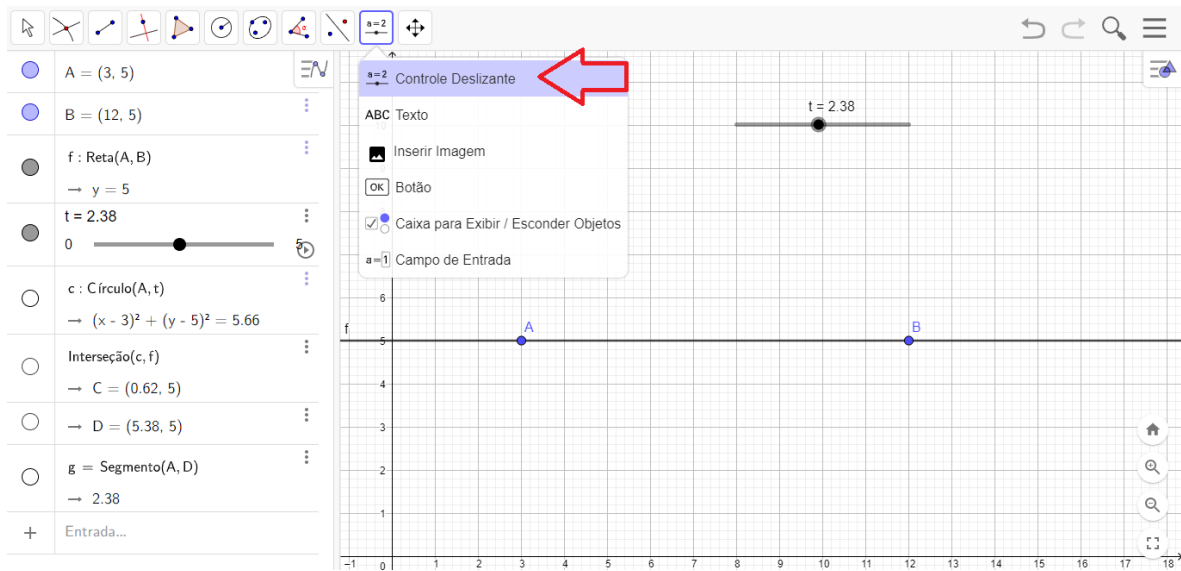 a=2
A = (3, 5)
B = (12, 5)
f : Reta(A, B)
→ y = 5
t = 2.38
0 5
c : Círculo(A, t)
→ (x - 3)² + (y - 5)² = 5.66
Interseção(c, f)
→ C = (0.62, 5)
→ D = (5.38, 5)
g = Segmento(A, D)
→ 2.38
+ Entrada...
a=2 Controle Deslizante
ABC Texto
Inserir Imagem
OK Botão
Caixa para Exibir / Esconder Objetos
a=1 Campo de Entrada
t = 2.38
6
f
A
B
5
4
3
2
1
0
-1 1 2 3 4 5 6 7 8 9 10 11 12 13 14 15 16 17 18